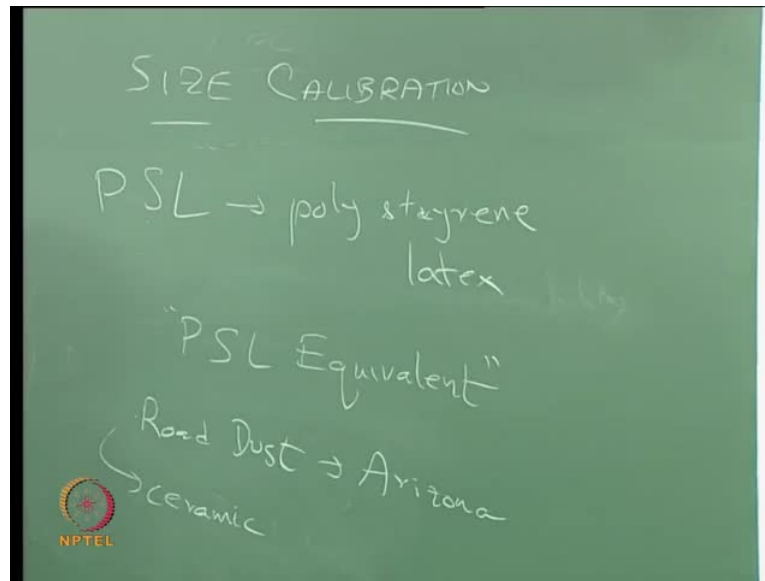 SIZE CALIBRATION
PSL → poly stayrene
latex
"PSL Equivalent"
Road Dust → Arizona
ceramic
NPTEL